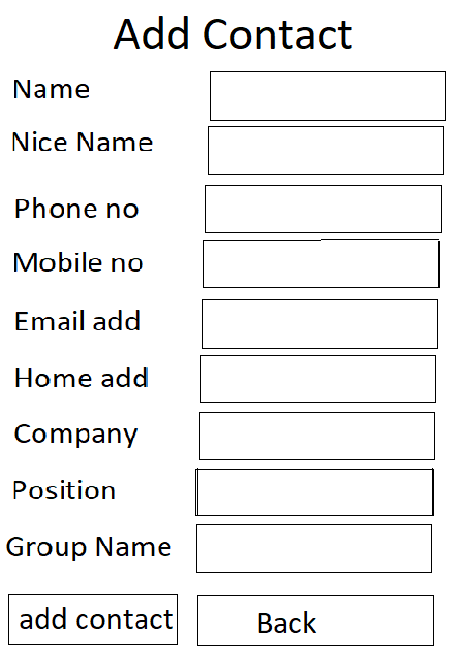 Add Contact
Name
Nice Name
Phone no
Mobile no
Email add
Home add
Company
Position
Group Name
add contact
Back